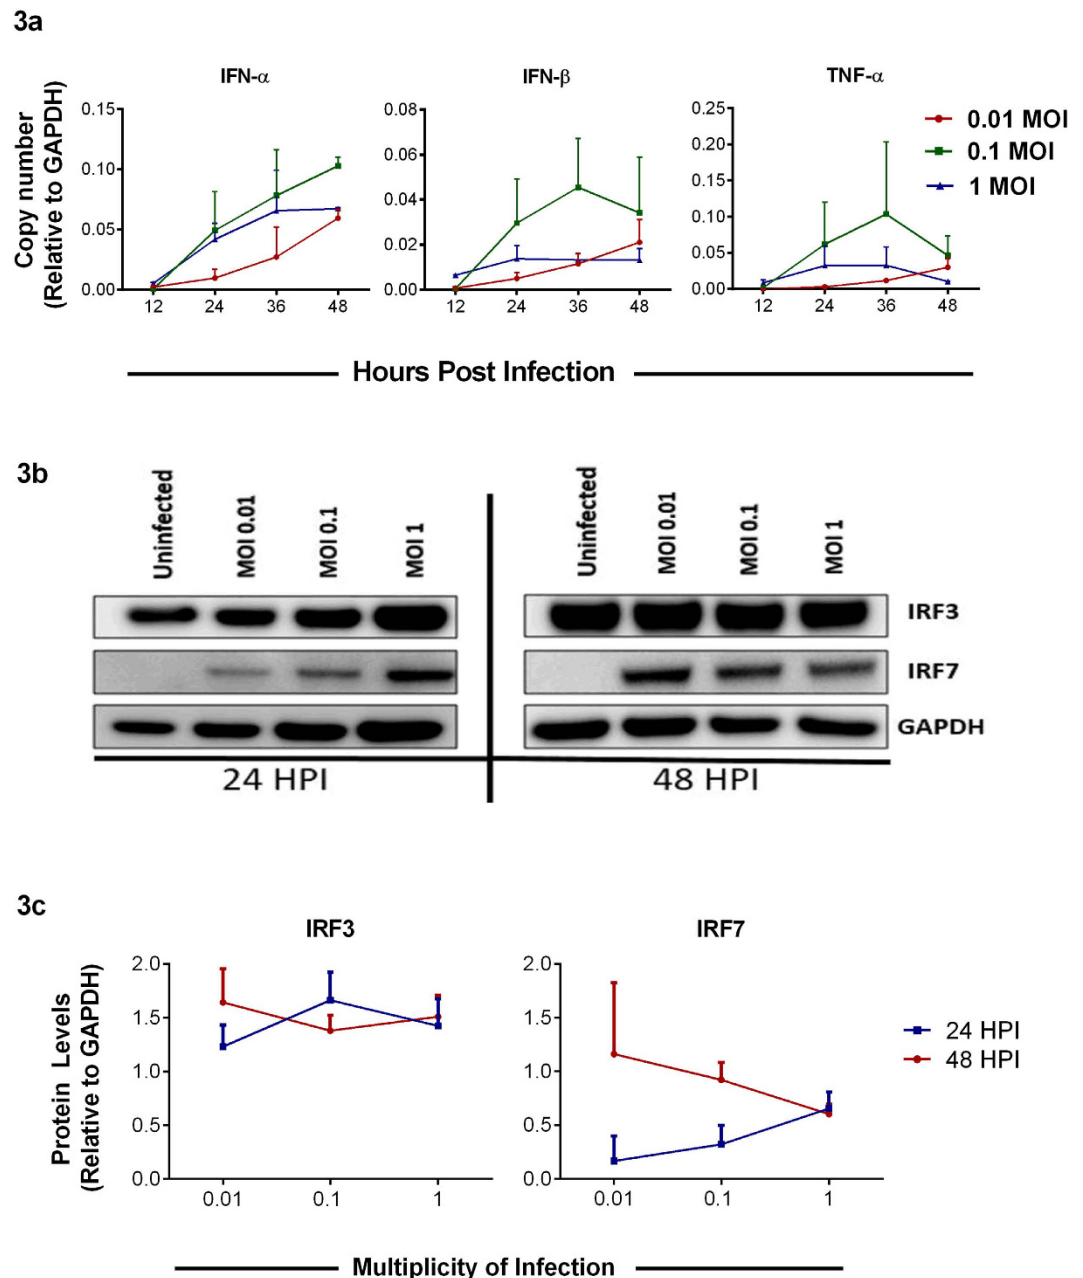 3a
IFN-α
IFN-β
TNF-α
Copy number
(Relative to GAPDH)
0.15
0.10
0.05
0.00
12
24
36
48
0.08
0.06
0.04
0.02
0.00
12
24
36
48
0.25
0.20
0.15
0.10
0.05
0.00
12
24
36
48
0.01 MOI
0.1 MOI
1 MOI
Hours Post Infection
3b
Uninfected
MOI 0.01
MOI 0.1
MOI 1
Uninfected
MOI 0.01
MOI 0.1
MOI 1
IRF3
IRF7
GAPDH
24 HPI
48 HPI
3c
IRF3
IRF7
Protein Levels
(Relative to GAPDH)
2.0
1.5
1.0
0.5
0.0
0.01
0.1
1
2.0
1.5
1.0
0.5
0.0
0.01
0.1
1
24 HPI
48 HPI
Multiplicity of Infection